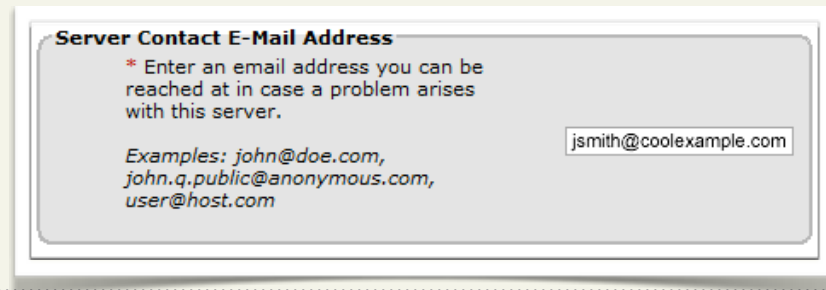 Server Contact E-Mail Address
* Enter an email address you can be
reached at in case a problem arises
with this server.
jsmith@coolexample.com
Examples: john@doe.com,
john.q.public@anonymous.com,
user@host.com